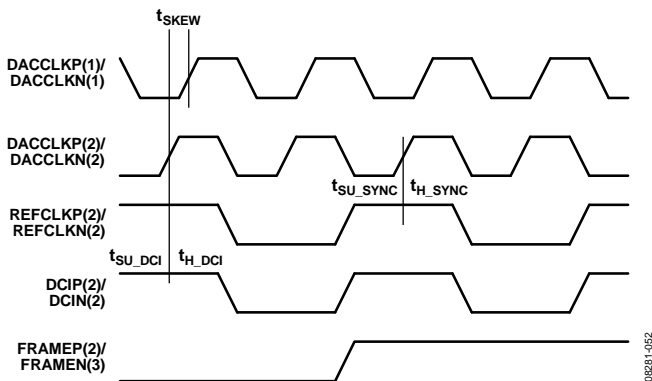 tSKEW
DACCLKP(1)/
DACCLKN(1)
DACCLKP(2)/
DACCLKN(2)
tSU_SYNC tH_SYNC
REFCLKP(2)/
REFCLKN(2)
tSU_DCI tH_DCI
DCIP(2)/
DCIN(2)
FRAMEP(2)/
FRAMEN(3)
08281-052